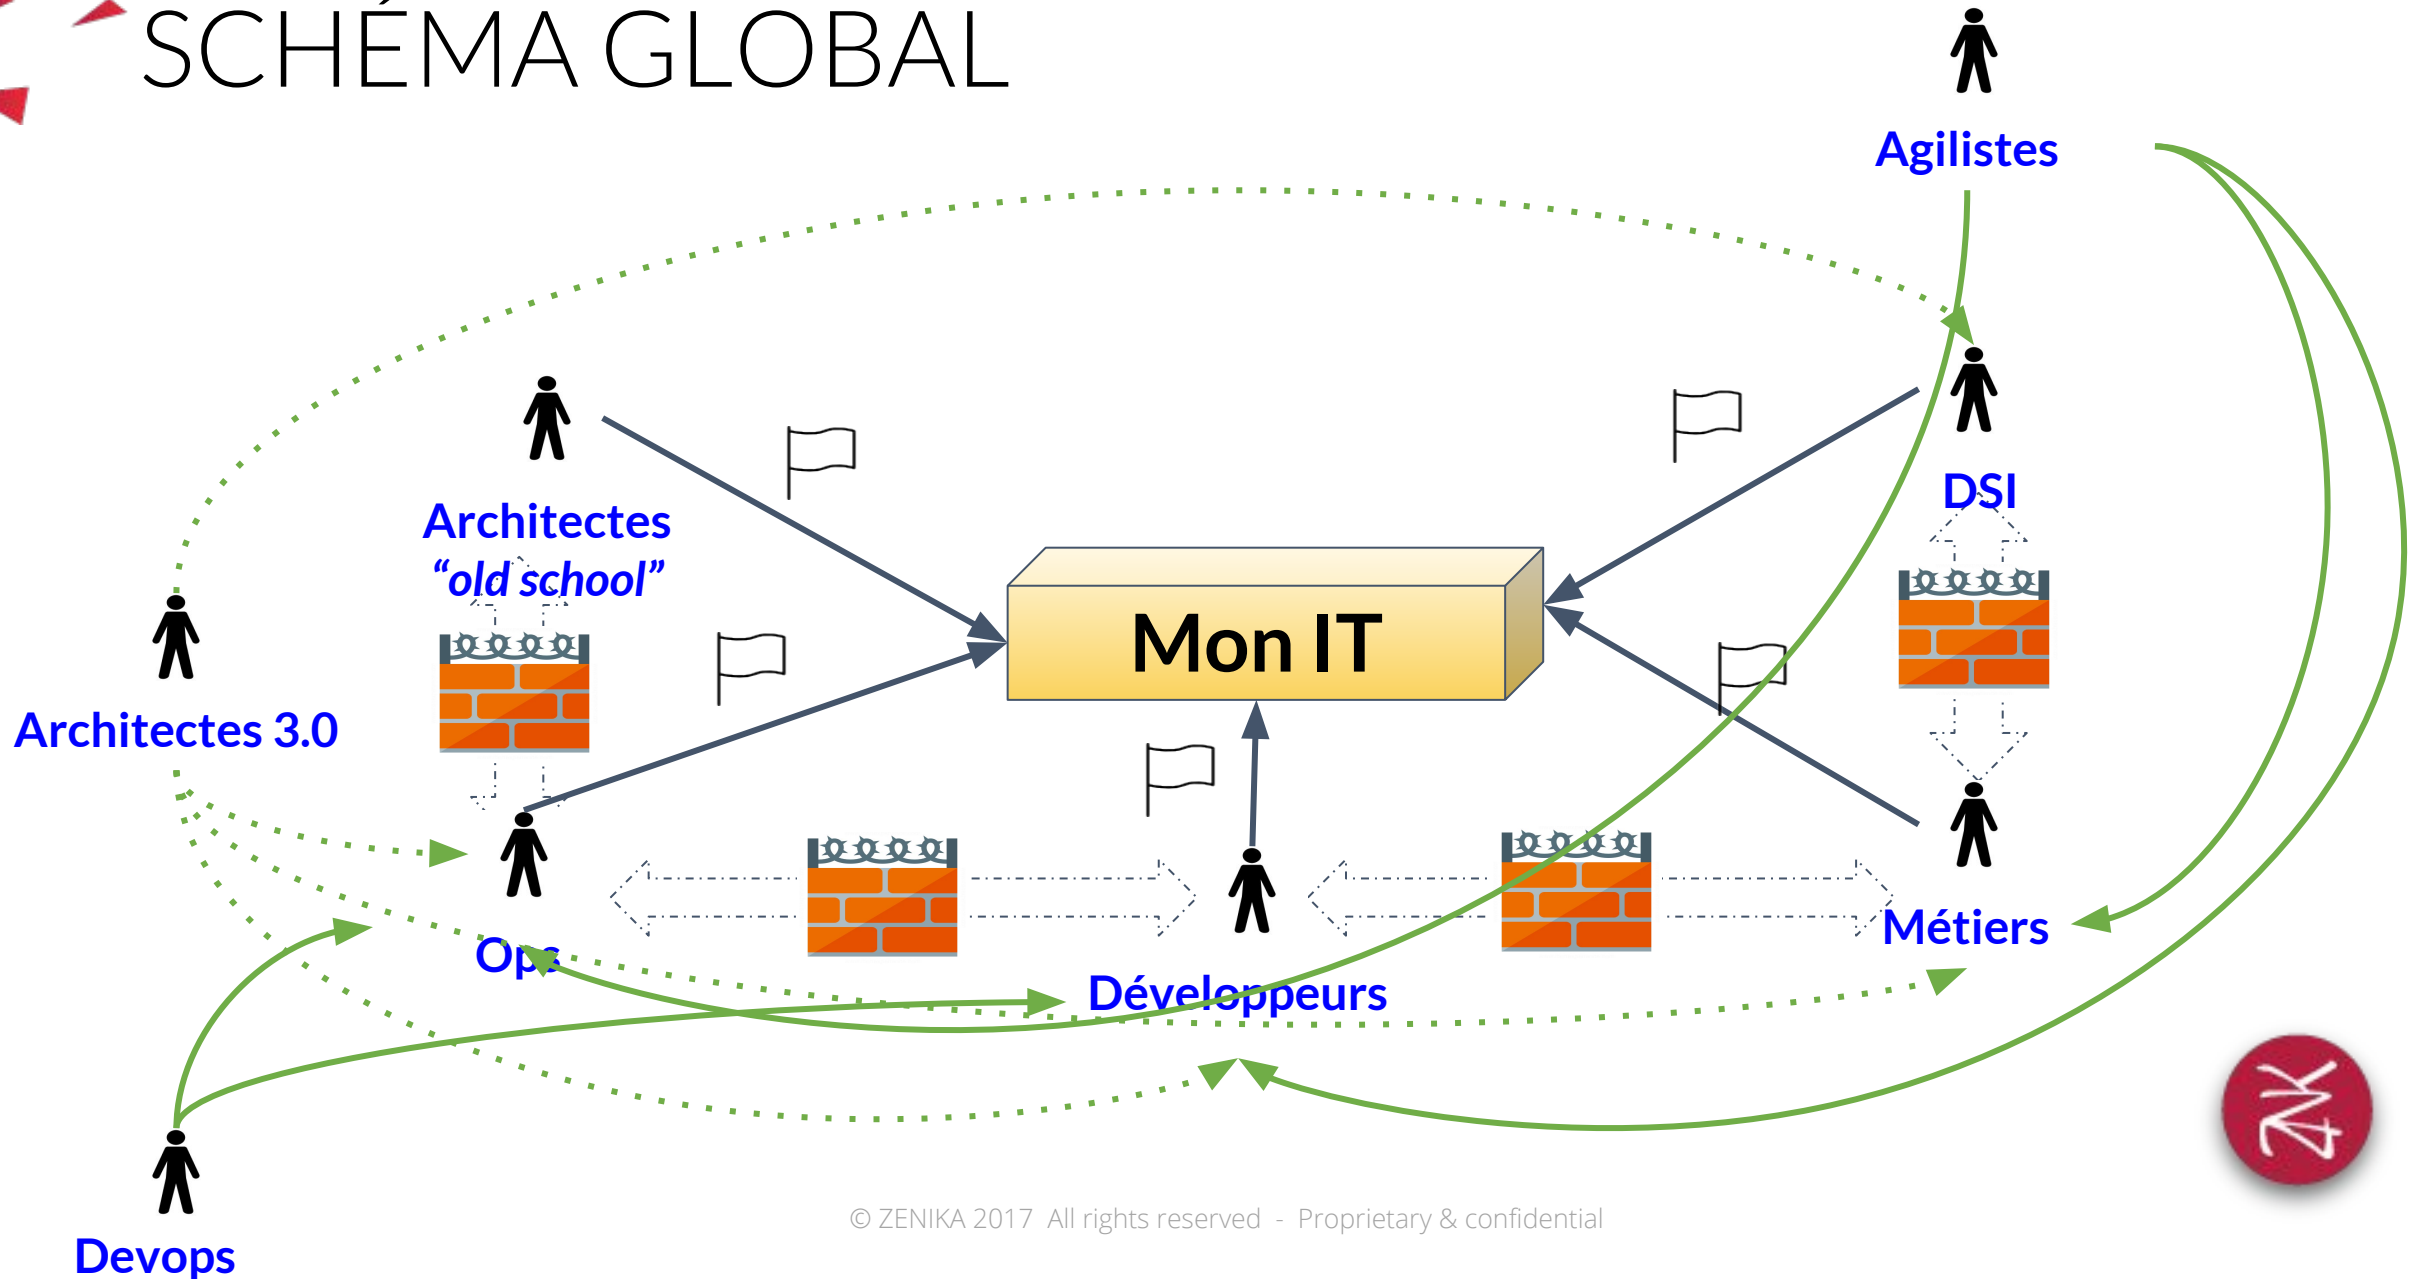 SCHÉMA GLOBAL
Agilistes
DSI
Architectes
“old school”
Mon IT
Architectes 3.0
Métiers
Ops
Développeurs
Devops
ZNK
© ZENIKA 2017 All rights reserved - Proprietary & confidential